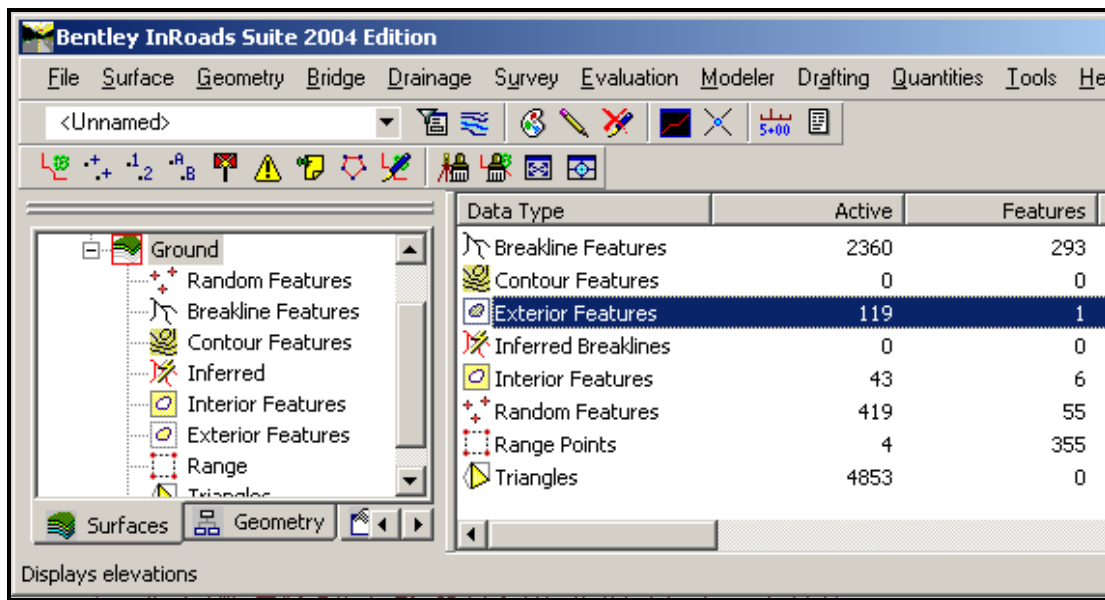 Bentley InRoads Suite 2004 Edition
File Surface Geometry Bridge Drainage Survey Evaluation Modeler Drafting Quantities Tools He
<Unnamed>
5+00
Ground
Random Features
Breakline Features
Contour Features
Inferred
Interior Features
Exterior Features
Range
Triangles
Surfaces Geometry
Data Type Active Features
Breakline Features 2360 293
Contour Features 0 0
Exterior Features 119 1
Inferred Breaklines 0 0
Interior Features 43 6
Random Features 419 55
Range Points 4 355
Triangles 4853 0
Displays elevations